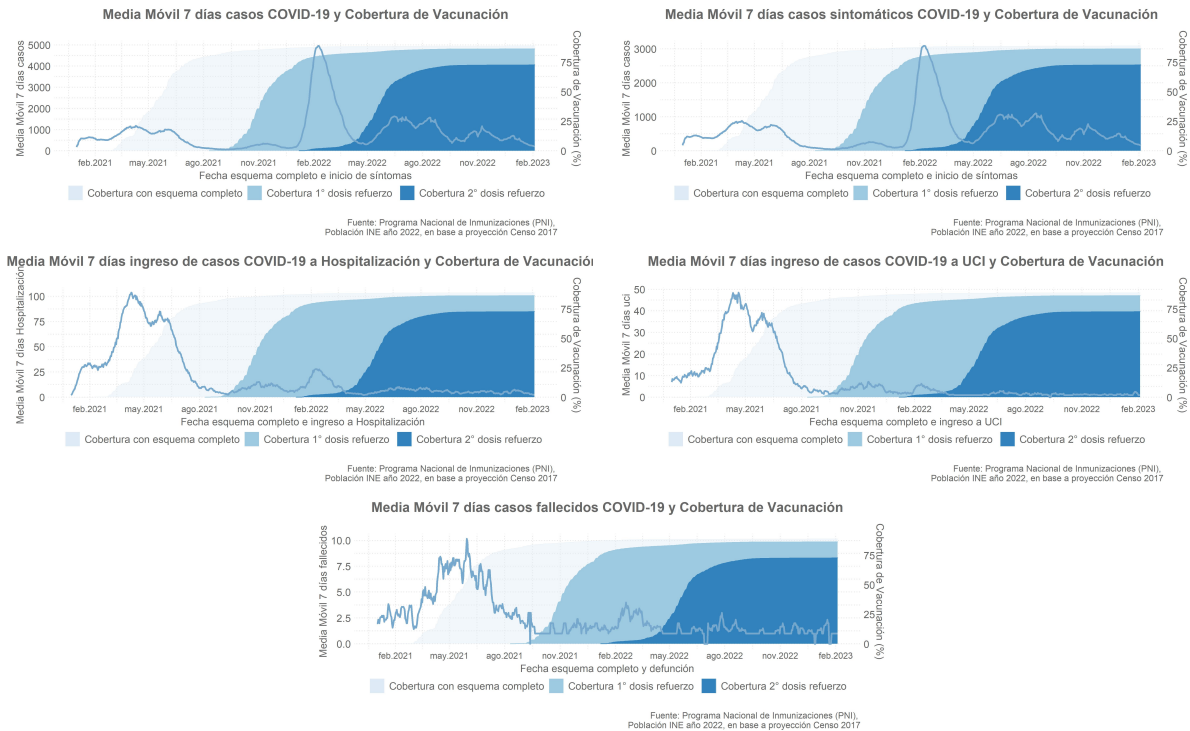 Media Móvil 7 días casos COVID-19 y Cobertura de Vacunación
Media Móvil 7 días casos
5000
4000
3000
2000
1000
0
Cobertura de Vacunación (%)
75
50
25
0
feb.2021 may.2021 ago.2021 nov.2021 feb.2022 may.2022 ago.2022 nov.2022 feb.2023
Fecha esquema completo e inicio de síntomas
Cobertura con esquema completo Cobertura 1° dosis refuerzo Cobertura 2° dosis refuerzo
Fuente: Programa Nacional de Inmunizaciones (PNI),
Población INE año 2022, en base a proyección Censo 2017
Media Móvil 7 días casos sintomáticos COVID-19 y Cobertura de Vacunación
Media Móvil 7 días casos
3000
2000
1000
0
Cobertura de Vacunación (%)
75
50
25
0
feb.2021 may.2021 ago.2021 nov.2021 feb.2022 may.2022 ago.2022 nov.2022 feb.2023
Fecha esquema completo e inicio de síntomas
Cobertura con esquema completo Cobertura 1° dosis refuerzo Cobertura 2° dosis refuerzo
Fuente: Programa Nacional de Inmunizaciones (PNI),
Población INE año 2022, en base a proyección Censo 2017
Media Móvil 7 días ingreso de casos COVID-19 a Hospitalización y Cobertura de Vacunación
Media Móvil 7 días Hospitalización
100
75
50
25
0
Cobertura de Vacunación (%)
75
50
25
0
feb.2021 may.2021 ago.2021 nov.2021 feb.2022 may.2022 ago.2022 nov.2022 feb.2023
Fecha esquema completo e ingreso a Hospitalización
Cobertura con esquema completo Cobertura 1° dosis refuerzo Cobertura 2° dosis refuerzo
Fuente: Programa Nacional de Inmunizaciones (PNI),
Población INE año 2022, en base a proyección Censo 2017
Media Móvil 7 días ingreso de casos COVID-19 a UCI y Cobertura de Vacunación
Media Móvil 7 días uci
50
40
30
20
10
0
Cobertura de Vacunación (%)
75
50
25
0
feb.2021 may.2021 ago.2021 nov.2021 feb.2022 may.2022 ago.2022 nov.2022 feb.2023
Fecha esquema completo e ingreso a UCI
Cobertura con esquema completo Cobertura 1° dosis refuerzo Cobertura 2° dosis refuerzo
Fuente: Programa Nacional de Inmunizaciones (PNI),
Población INE año 2022, en base a proyección Censo 2017
Media Móvil 7 días casos fallecidos COVID-19 y Cobertura de Vacunación
Media Móvil 7 días fallecidos
10.0
7.5
5.0
2.5
0.0
Cobertura de Vacunación (%)
75
50
25
0
feb.2021 may.2021 ago.2021 nov.2021 feb.2022 may.2022 ago.2022 nov.2022 feb.2023
Fecha esquema completo y defunción
Cobertura con esquema completo Cobertura 1° dosis refuerzo Cobertura 2° dosis refuerzo
Fuente: Programa Nacional de Inmunizaciones (PNI),
Población INE año 2022, en base a proyección Censo 2017